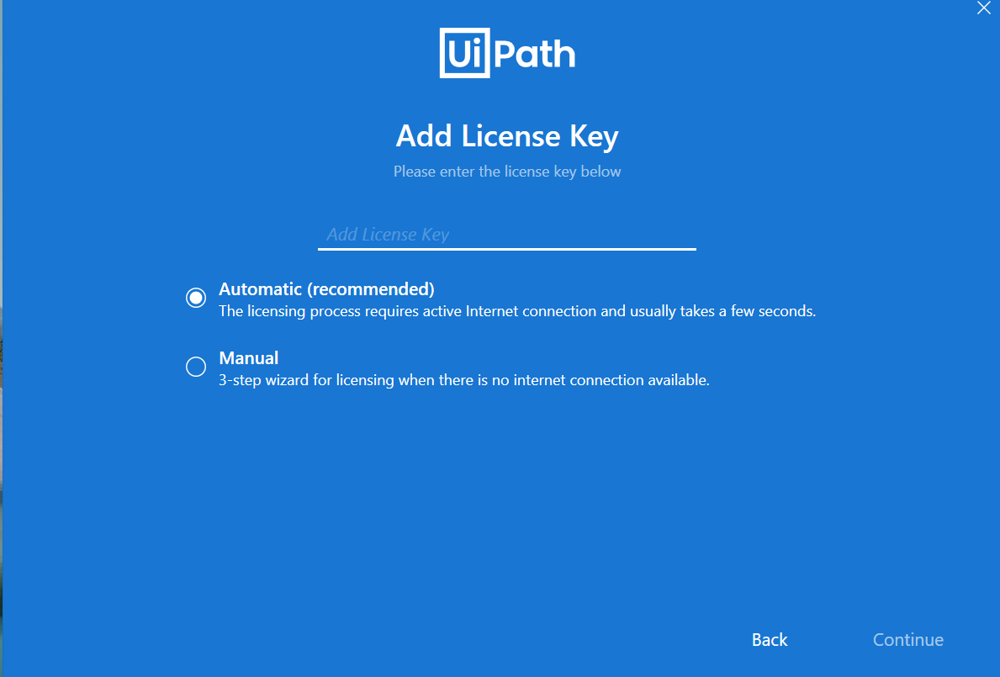 UiPath
Add License Key
Please enter the license key below
Add License Key
Automatic (recommended)
The licensing process requires active Internet connection and usually takes a few seconds.
Manual
3-step wizard for licensing when there is no internet connection available.
Back
Continue